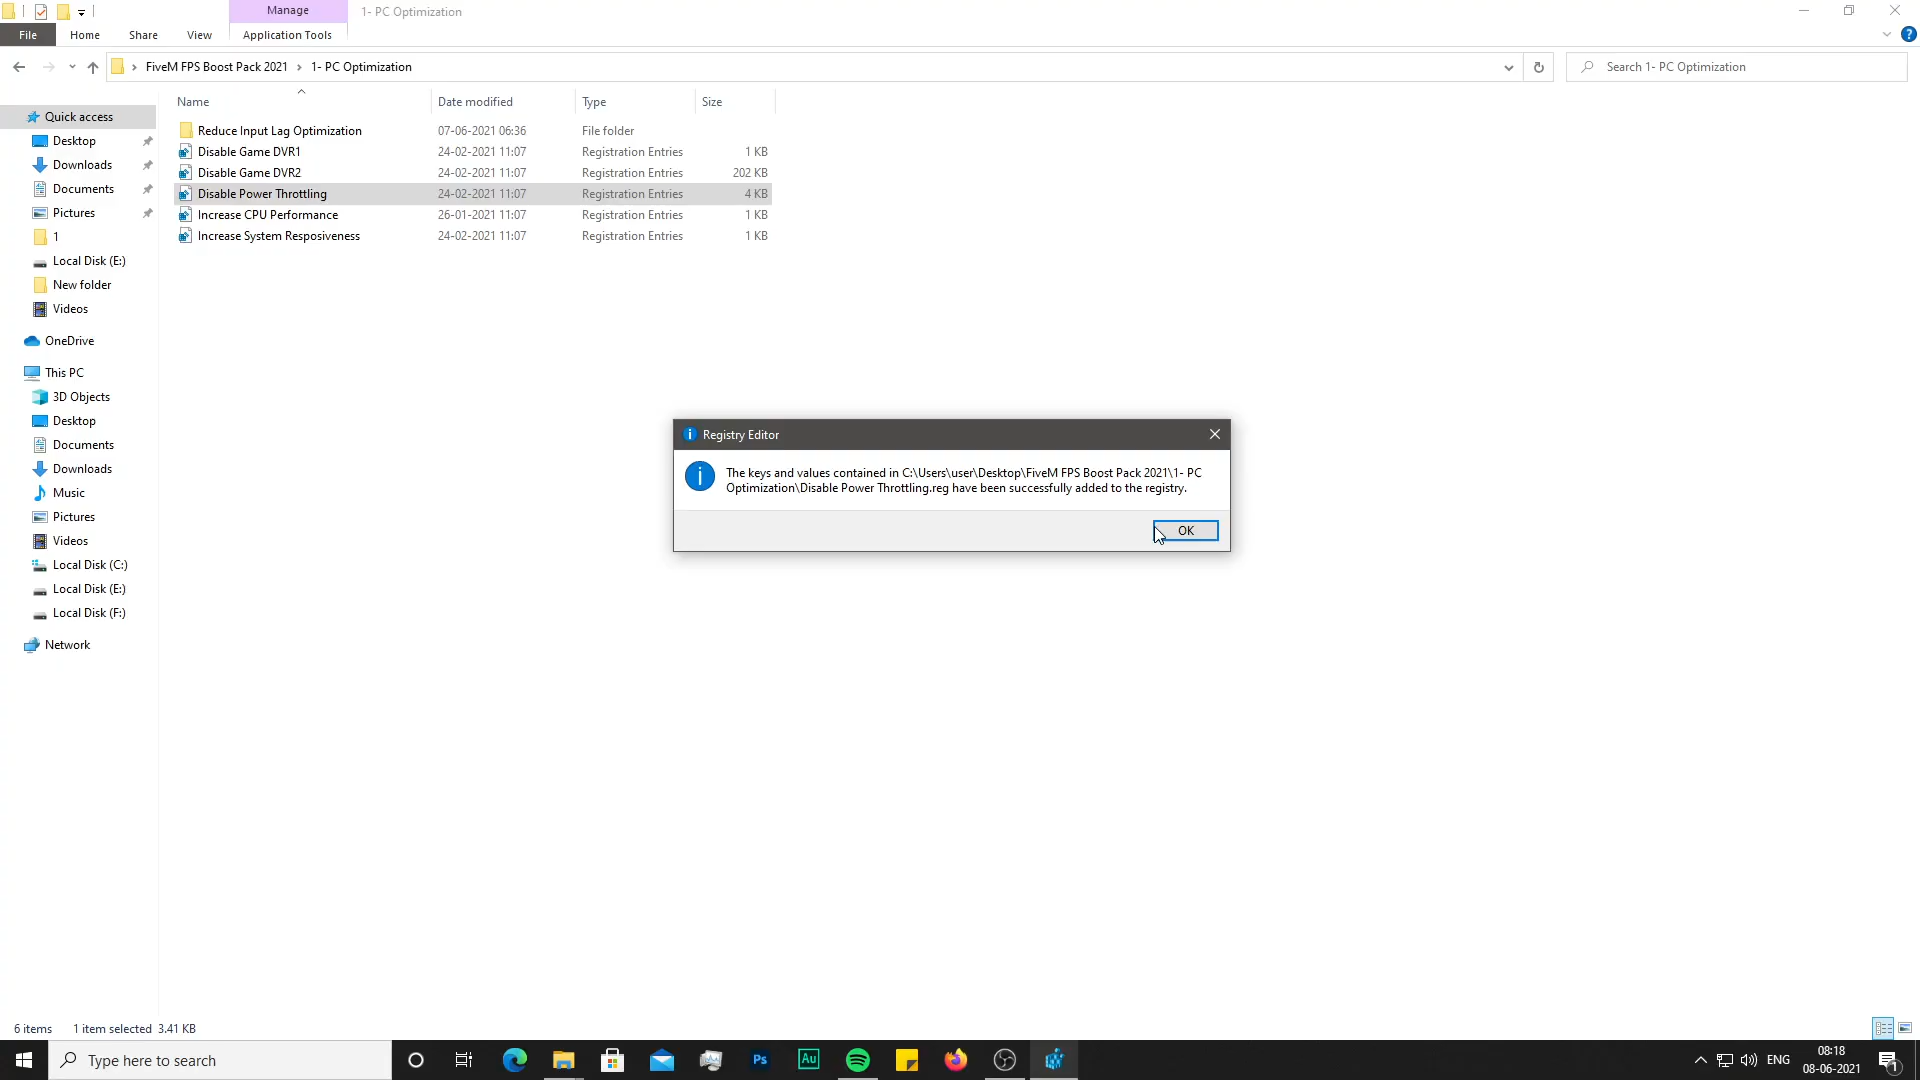 Manage
1- PC Optimization
File
Home
Share
View
Application Tools
?
FiveM FPS Boost Pack 2021
1- PC Optimization
Search 1- PC Optimization
Name
Date modified
Type
Size
Quick access
Desktop
Downloads
Documents
Pictures
1
Local Disk (E:)
New folder
Videos
OneDrive
This PC
3D Objects
Desktop
Documents
Downloads
Music
Pictures
Videos
Local Disk (C:)
Local Disk (E:)
Local Disk (F:)
Network
Reduce Input Lag Optimization 07-06-2021 06:36 File folder
Disable Game DVR1 24-02-2021 11:07 Registration Entries 1 KB
Disable Game DVR2 24-02-2021 11:07 Registration Entries 202 KB
Disable Power Throttling 24-02-2021 11:07 Registration Entries 4 KB
Increase CPU Performance 26-01-2021 11:07 Registration Entries 1 KB
Increase System Resposiveness 24-02-2021 11:07 Registration Entries 1 KB
Registry Editor
The keys and values contained in C:\Users\user\Desktop\FiveM FPS Boost Pack 2021\1- PC
Optimization\Disable Power Throttling.reg have been successfully added to the registry.
OK
6 items
1 item selected 3.41 KB
Type here to search
Ps
Au
ENG
08:18
08-06-2021
1